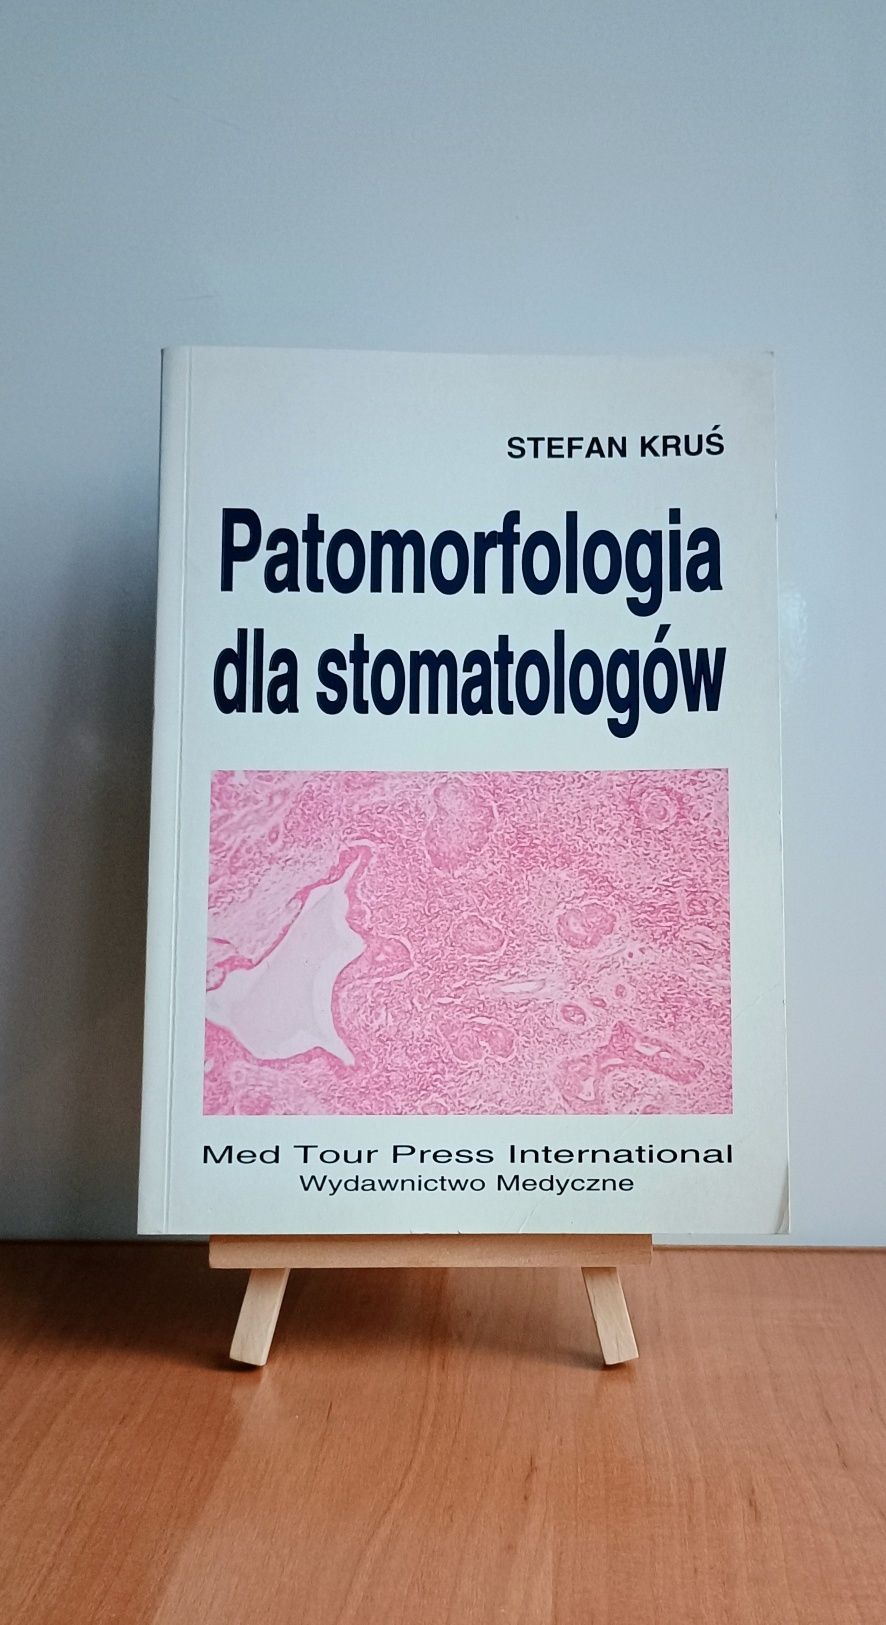 STEFAN KRUŚ
Patomorfologia
dla stomatologów
Med Tour Press International
Wydawnictwo Medyczne